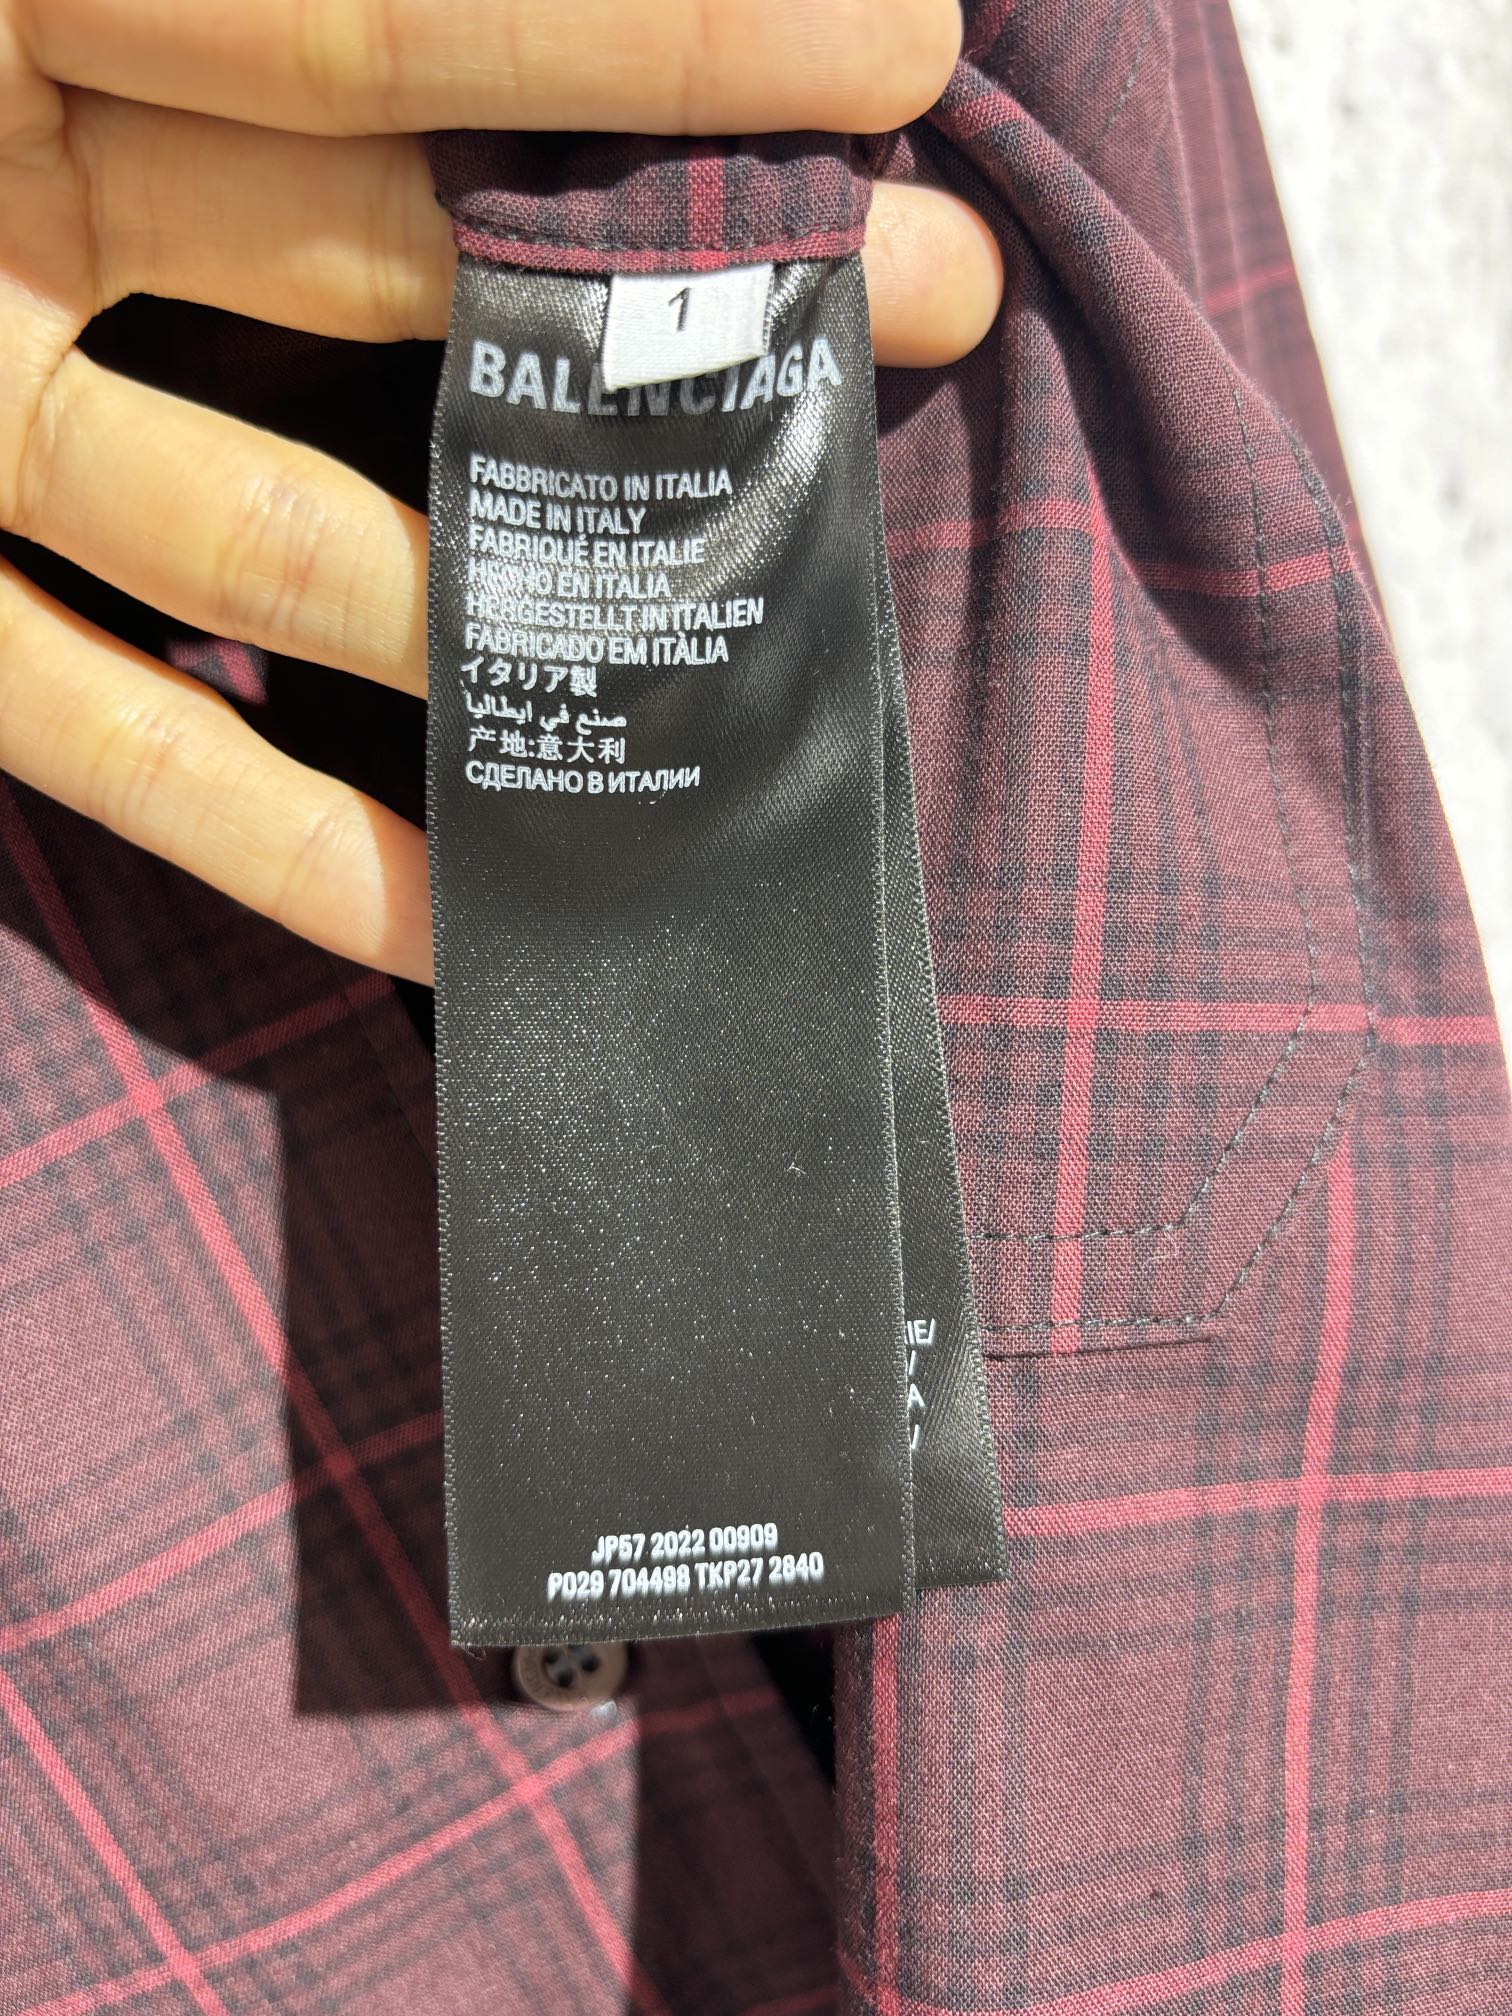 1
BALENCIAGA
FABBRICATO IN ITALIA
MADE IN ITALY
FABRIQUÉ EN ITALIE
HECHO EN ITALIA
HERGESTELLT IN ITALIEN
FABRICADO EM ITÀLIA
イタリア製
صنع في ايطاليا
产地:意大利
СДЕЛАНО В ИТАЛИИ
IE/
/
A
/
JP57 2022 00909
P029 704498 TKP27 2840